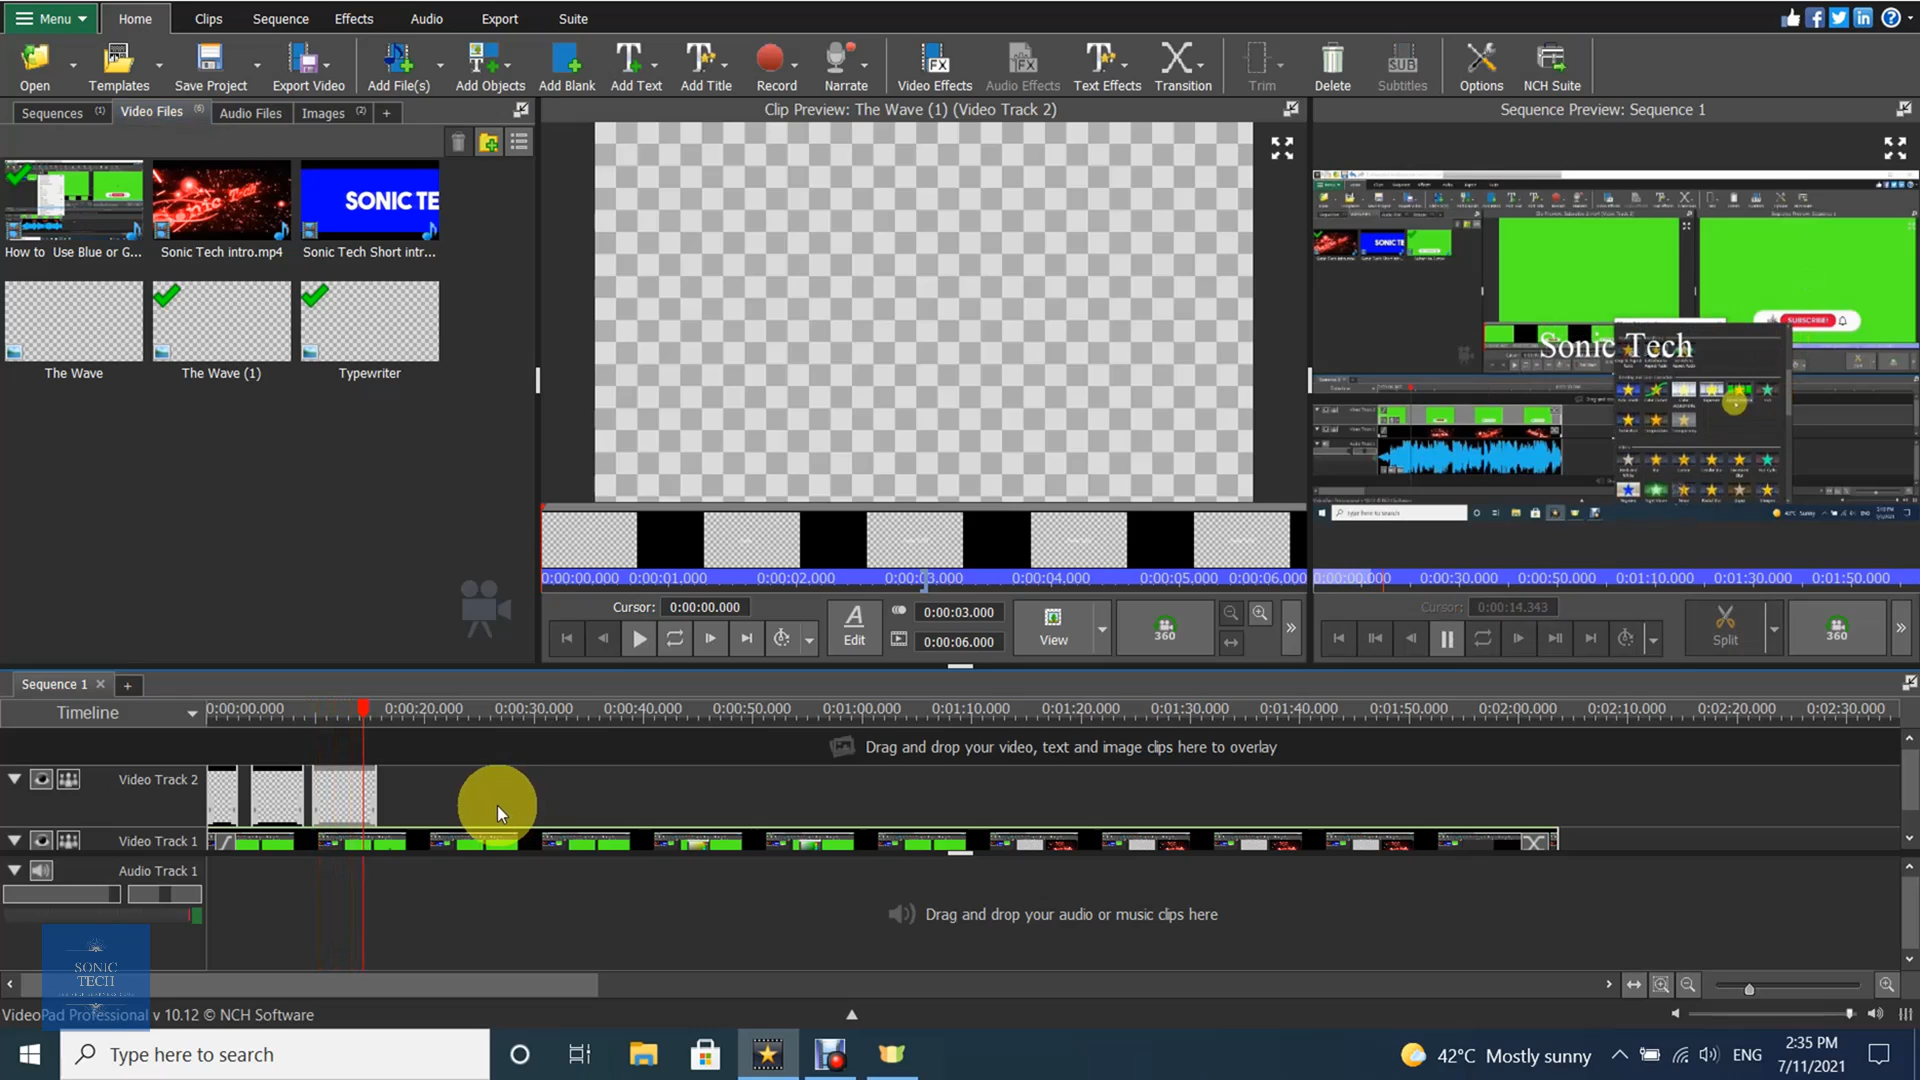 Menu
Home
Clips
Sequence
Effects
Audio
Export
Suite
Open
Templates
Save Project
Export Video
Add File(s)
Add Objects
Add Blank
Add Text
Add Title
Record
Narrate
Video Effects
Audio Effects
Text Effects
Transition
Trim
Delete
SUB
Subtitles
Options
NCH Suite
Sequences (1)
Video Files (6)
Audio Files
Images (2)
+
Clip Preview: The Wave (1) (Video Track 2)
Sequence Preview: Sequence 1
Sonic Tech
SONIC TE
How to Use Blue or G...
Sonic Tech intro.mp4
Sonic Tech Short intr...
The Wave
The Wave (1)
Typewriter
SUBSCRIBE!
Sonic Tech
0:00:00,000 0:00:01,000 0:00:02,000 0:00:03,000 0:00:04,000 0:00:05,000 0:00:06,000
0:00:00,000 0:00:30.000 0:00:50.000 0:01:10.000 0:01:30.000 0:01:50.000
Cursor: 0:00:00.000
Edit
0:00:03.000
0:00:06.000
View
360
Cursor: 0:00:14.343
Split
360
Sequence 1
+
Timeline
0:00:00.000 0:00:20.000 0:00:30.000 0:00:40.000 0:00:50.000 0:01:00.000 0:01:10.000 0:01:20.000 0:01:30.000 0:01:40.000 0:01:50.000 0:02:00.000 0:02:10.000 0:02:20.000 0:02:30.000
Drag and drop your video, text and image clips here to overlay
Video Track 2
Video Track 1
Audio Track 1
Drag and drop your audio or music clips here
SONIC
TECH
VideoPad Professional v 10.12 © NCH Software
Type here to search
42°C Mostly sunny
ENG
2:35 PM
7/11/2021